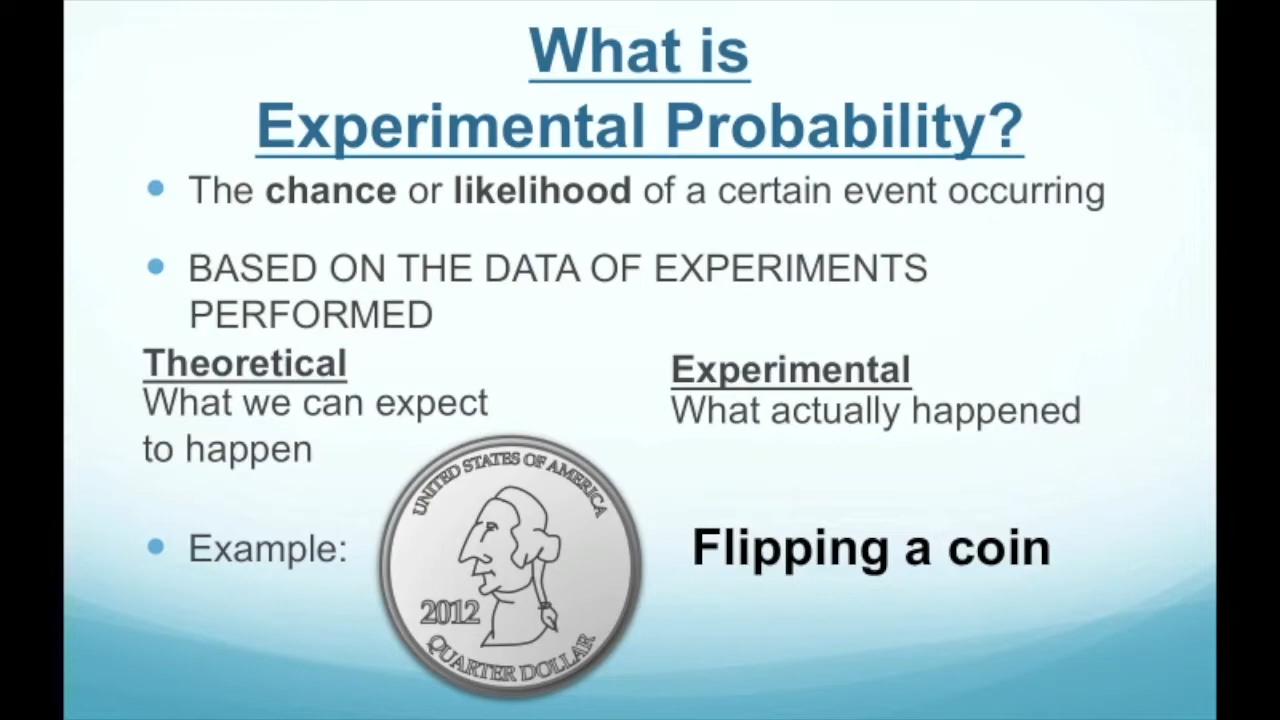 What is
Experimental Probability?
The chance or likelihood of a certain event occurring
BASED ON THE DATA OF EXPERIMENTS
PERFORMED
Theoretical
What we can expect
to happen
Experimental
What actually happened
Example:
UNITED STATES OF AMERICA
2012
QUARTER DOLLAR
Flipping a coin